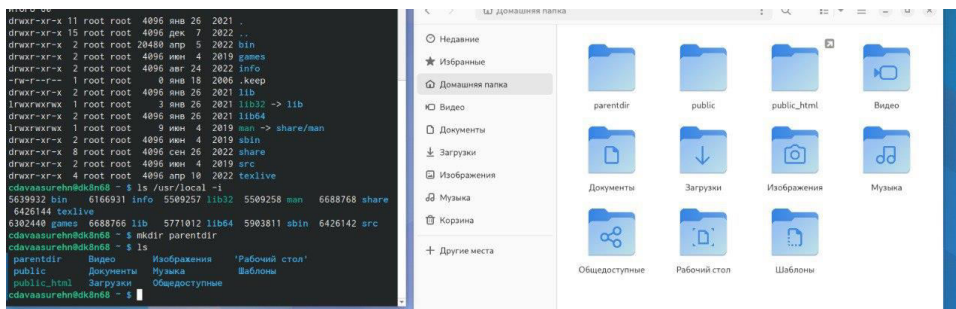 итого 60
drwxr-xr-x 11 root root 4096 янв 26 2021 .
drwxr-xr-x 15 root root 4096 дек 7 2022 ..
drwxr-xr-x 2 root root 20480 апр 5 2022 bin
drwxr-xr-x 2 root root 4096 июн 4 2019 games
drwxr-xr-x 2 root root 4096 авг 24 2022 info
-rw-r--r-- 1 root root 0 янв 18 2006 .keep
drwxr-xr-x 2 root root 4096 янв 26 2021 lib
lrwxrwxrwx 1 root root 3 янв 26 2021 lib32 -> lib
drwxr-xr-x 2 root root 4096 янв 26 2021 lib64
lrwxrwxrwx 1 root root 9 июн 4 2019 man -> share/man
drwxr-xr-x 2 root root 4096 июн 4 2019 sbin
drwxr-xr-x 8 root root 4096 сен 26 2022 share
drwxr-xr-x 2 root root 4096 июн 4 2019 src
drwxr-xr-x 4 root root 4096 апр 10 2022 texlive
cdavaasurehn@dk8n68 ~ $ ls /usr/local -i
5639932 bin 6166931 info 5509257 lib32 5509258 man 6688768 share
6426144 texlive
6302440 games 6688766 lib 5771012 lib64 5903811 sbin 6426142 src
cdavaasurehn@dk8n68 ~ $ mkdir parentdir
cdavaasurehn@dk8n68 ~ $ ls
parentdir Видео Изображения 'Рабочий стол'
public Документы Музыка Шаблоны
public_html Загрузки Общедоступные
cdavaasurehn@dk8n68 ~ $
Домашняя папка
Недавние
Избранные
Домашняя папка
Видео
Документы
Загрузки
Изображения
Музыка
Корзина
Другие места
parentdir public public_html Видео
Документы Загрузки Изображения Музыка
Общедоступные Рабочий стол Шаблоны